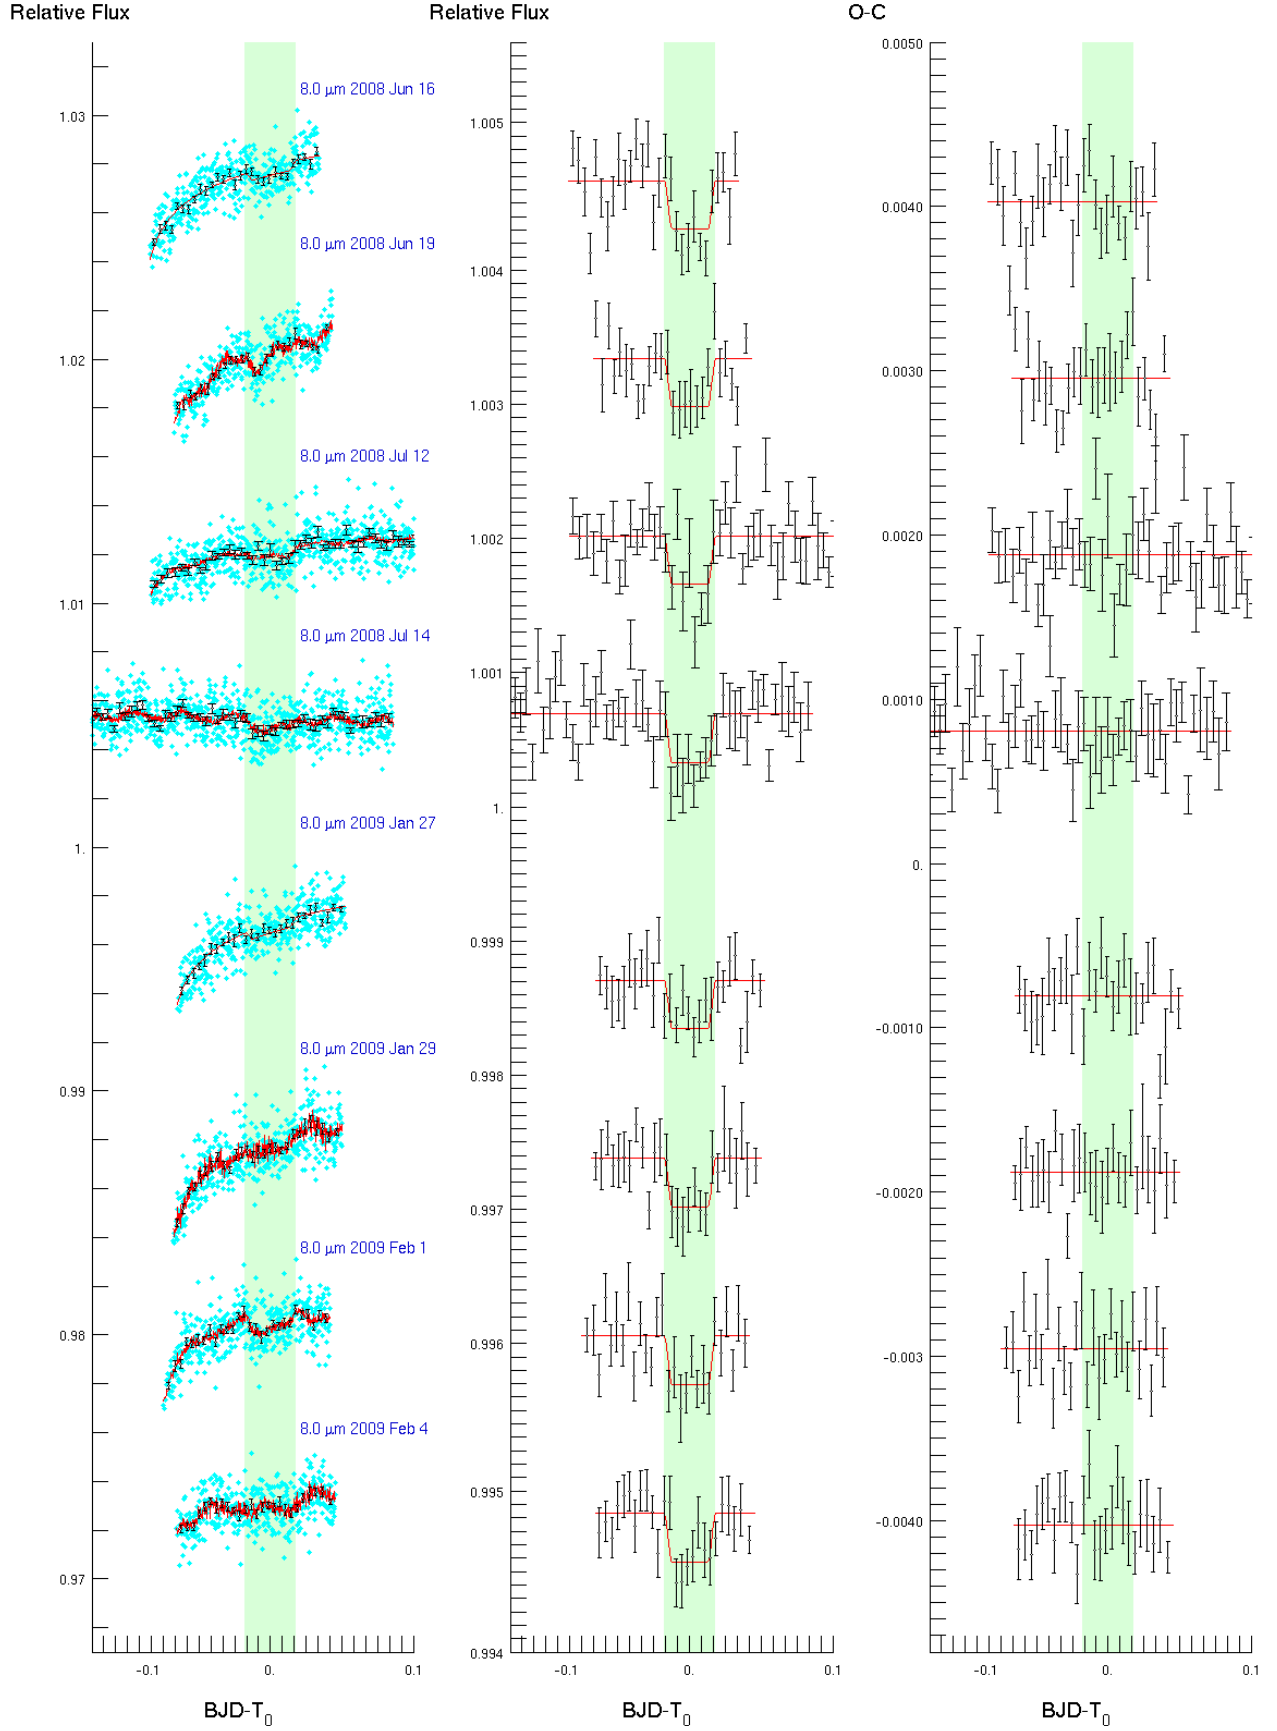 Relative Flux
Relative Flux
O-C
1.03
1.02
1.01
1.
0.99
0.98
0.97
8.0 μm 2008 Jun 16
8.0 μm 2008 Jun 19
8.0 μm 2008 Jul 12
8.0 μm 2008 Jul 14
8.0 μm 2009 Jan 27
8.0 μm 2009 Jan 29
8.0 μm 2009 Feb 1
8.0 μm 2009 Feb 4
-0.1
0.
0.1
BJD-T0
1.005
1.004
1.003
1.002
1.001
1.
0.999
0.998
0.997
0.996
0.995
0.994
-0.1
0.
0.1
BJD-T0
0.0050
0.0040
0.0030
0.0020
0.0010
0.
-0.0010
-0.0020
-0.003
-0.0040
-0.1
0.
0.1
BJD-T0